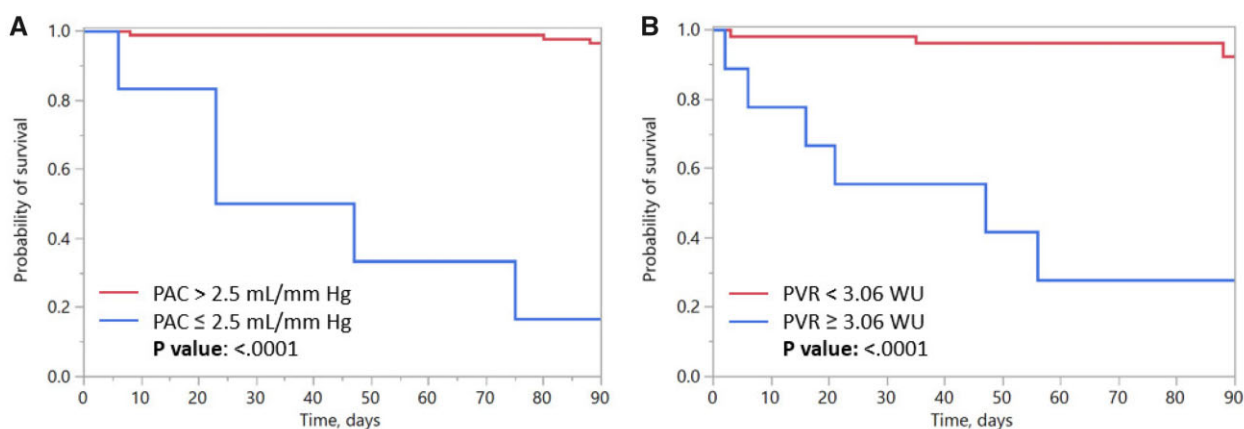 A
Probability of survival
1.0
0.8
0.6
0.4
0.2
0.0
PAC > 2.5 mL/mm Hg
PAC ≤ 2.5 mL/mm Hg
P value: <.0001
0 10 20 30 40 50 60 70 80 90
Time, days
B
Probability of survival
1.0
0.8
0.6
0.4
0.2
0.0
PVR < 3.06 WU
PVR ≥ 3.06 WU
P value: <.0001
0 10 20 30 40 50 60 70 80 90
Time, days